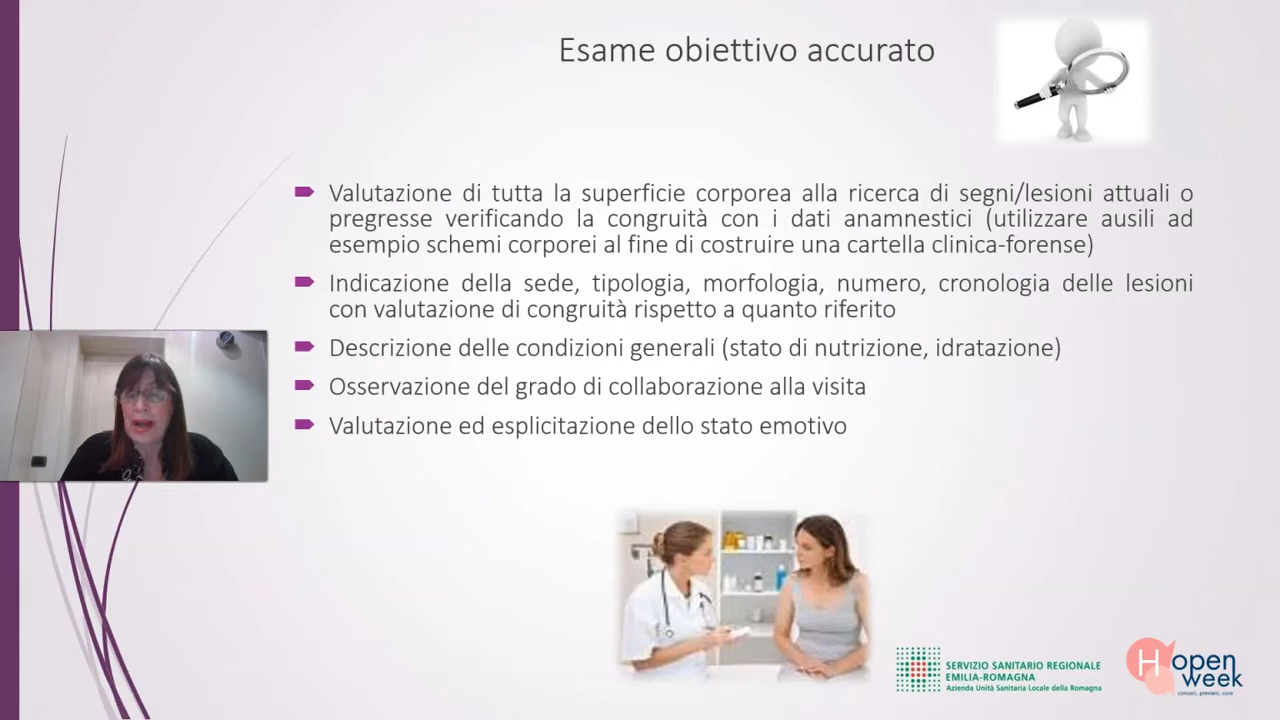 Esame obiettivo accurato
Valutazione di tutta la superficie corporea alla ricerca di segni/lesioni attuali o
pregresse verificando la congruità con i dati anamnestici (utilizzare ausili ad
esempio schemi corporei al fine di costruire una cartella clinica-forense)
Indicazione della sede, tipologia, morfologia, numero, cronologia delle lesioni
con valutazione di congruità rispetto a quanto riferito
Descrizione delle condizioni generali (stato di nutrizione, idratazione)
Osservazione del grado di collaborazione alla visita
Valutazione ed esplicitazione dello stato emotivo
SERVIZIO SANITARIO REGIONALE
EMILIA-ROMAGNA
Azienda Unità Sanitaria Locale della Romagna
H open
week
conosci, previeni, cura